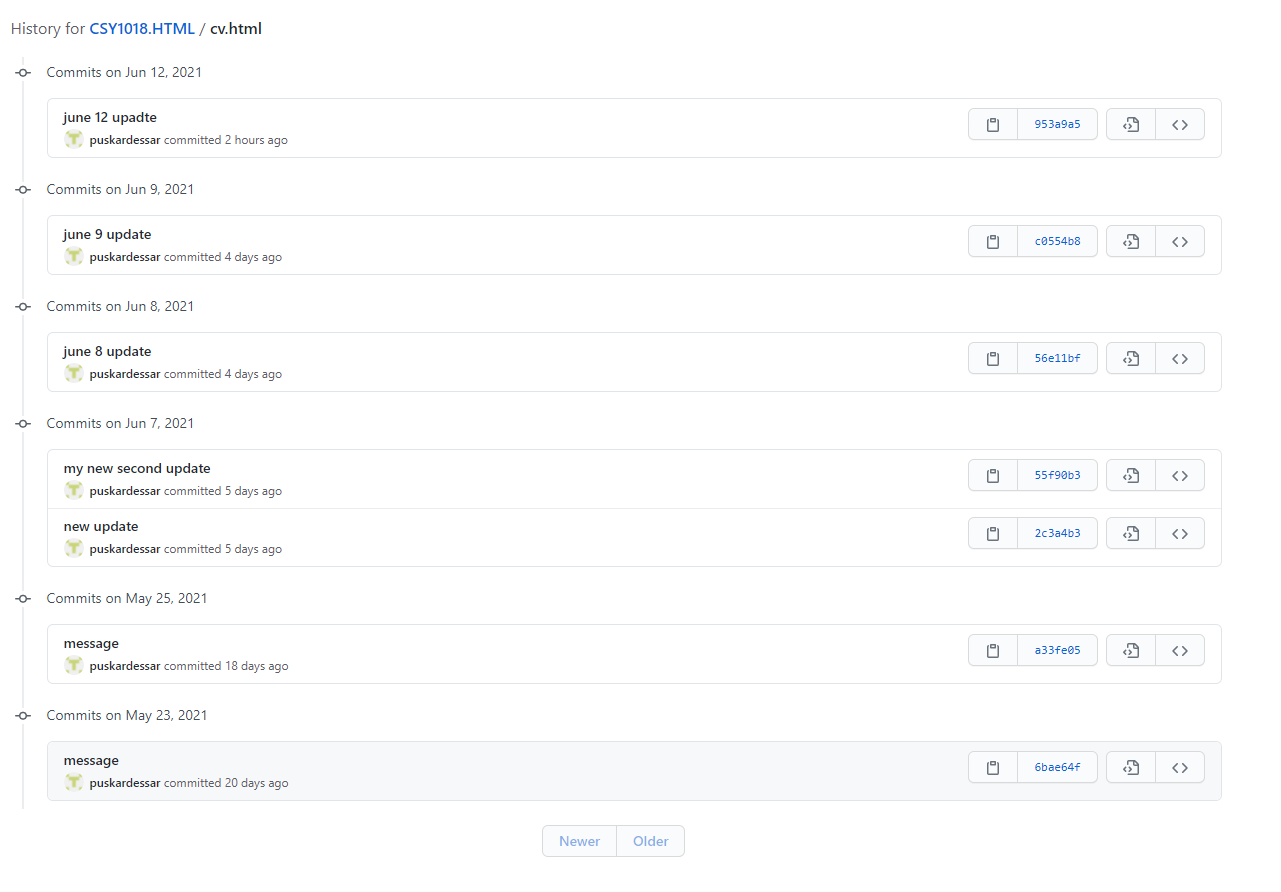 History for CSY1018.HTML / cv.html
Commits on Jun 12, 2021
june 12 upadte
953a9a5
puskardessar committed 2 hours ago
Commits on Jun 9, 2021
june 9 update
c0554b8
puskardessar committed 4 days ago
Commits on Jun 8, 2021
june 8 update
56e11bf
puskardessar committed 4 days ago
Commits on Jun 7, 2021
my new second update
55f90b3
puskardessar committed 5 days ago
new update
2c3a4b3
puskardessar committed 5 days ago
Commits on May 25, 2021
message
a33fe05
puskardessar committed 18 days ago
Commits on May 23, 2021
message
6bae64f
puskardessar committed 20 days ago
Newer Older